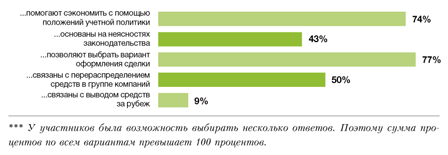 ...помогают сэкономить с помощью
положений учетной политики
74%
...основаны на неясностях
законодательства
43%
...позволяют выбрать вариант
оформления сделки
77%
...связаны с перераспределением
средств в группе компаний
50%
...связаны с выводом средств
за рубеж
9%
*** У участников была возможность выбирать несколько ответов. Поэтому сумма про-
центов по всем вариантам превышает 100 процентов.